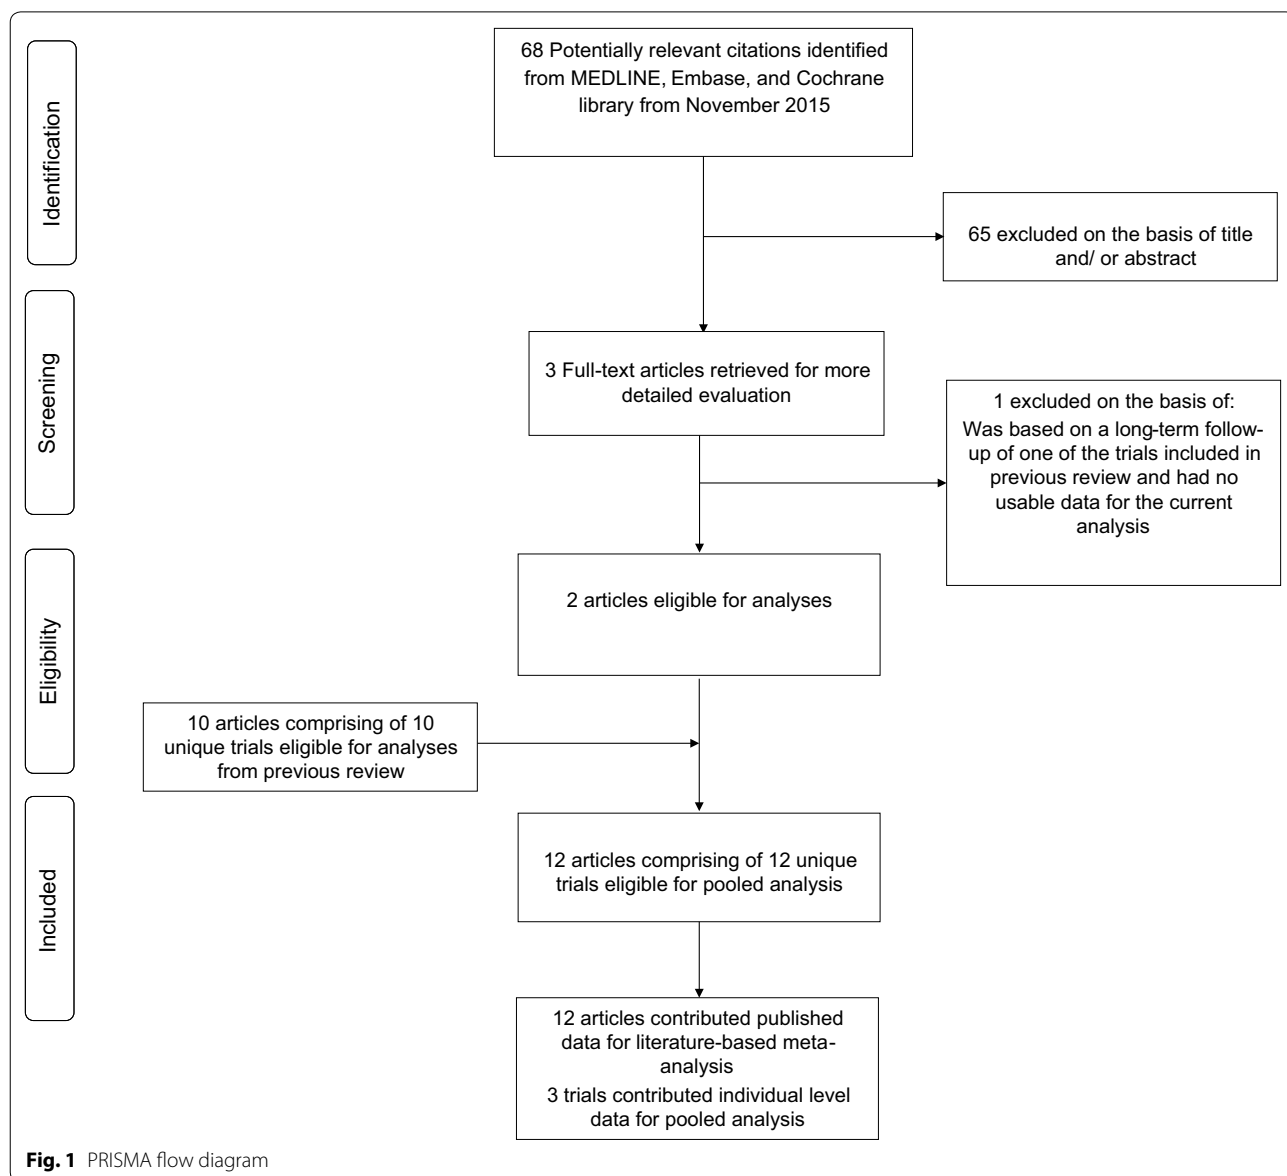 Identification
68 Potentially relevant citations identified
from MEDLINE, Embase, and Cochrane
library from November 2015
65 excluded on the basis of title
and/ or abstract
Screening
3 Full-text articles retrieved for more
detailed evaluation
1 excluded on the basis of:
Was based on a long-term follow-
up of one of the trials included in
previous review and had no
usable data for the current
analysis
Eligibility
2 articles eligible for analyses
10 articles comprising of 10
unique trials eligible for analyses
from previous review
Included
12 articles comprising of 12 unique
trials eligible for pooled analysis
12 articles contributed published
data for literature-based meta-
analysis
3 trials contributed individual level
data for pooled analysis
Fig. 1 PRISMA flow diagram